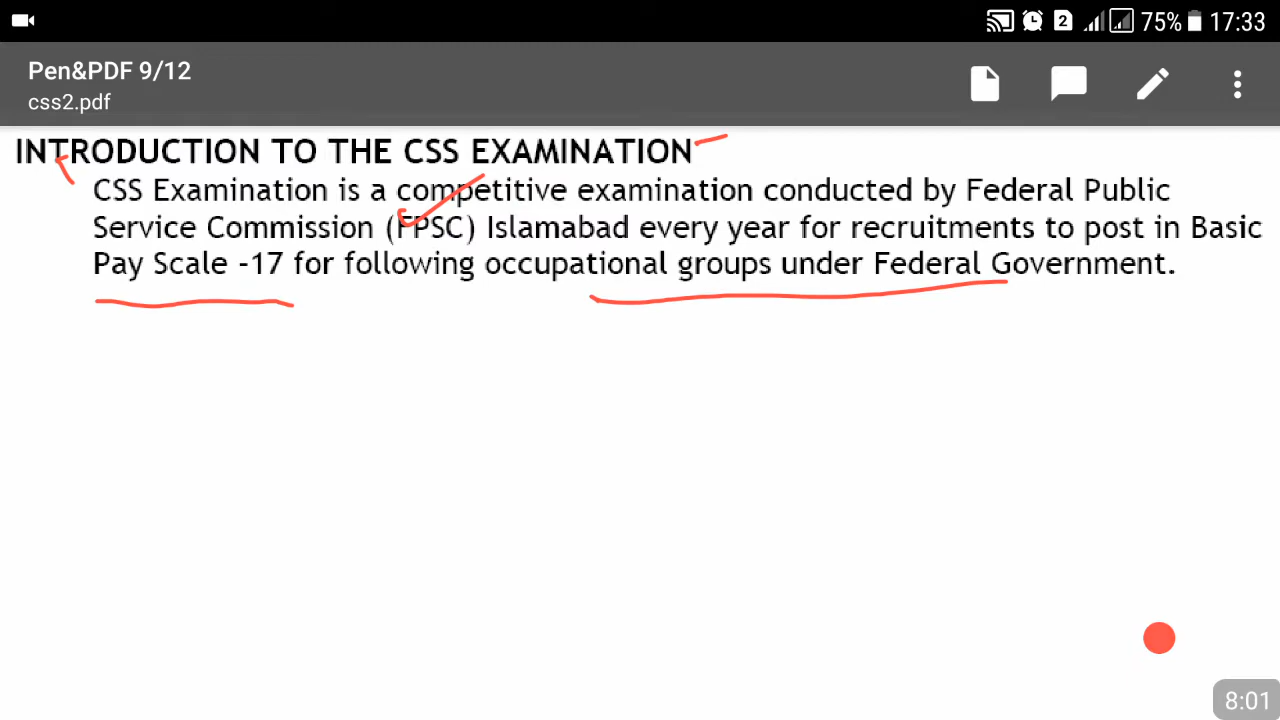 2 75% 17:33
Pen&PDF 9/12
css2.pdf
INTRODUCTION TO THE CSS EXAMINATION
CSS Examination is a competitive examination conducted by Federal Public
Service Commission (FPSC) Islamabad every year for recruitments to post in Basic
Pay Scale -17 for following occupational groups under Federal Government.
8:01